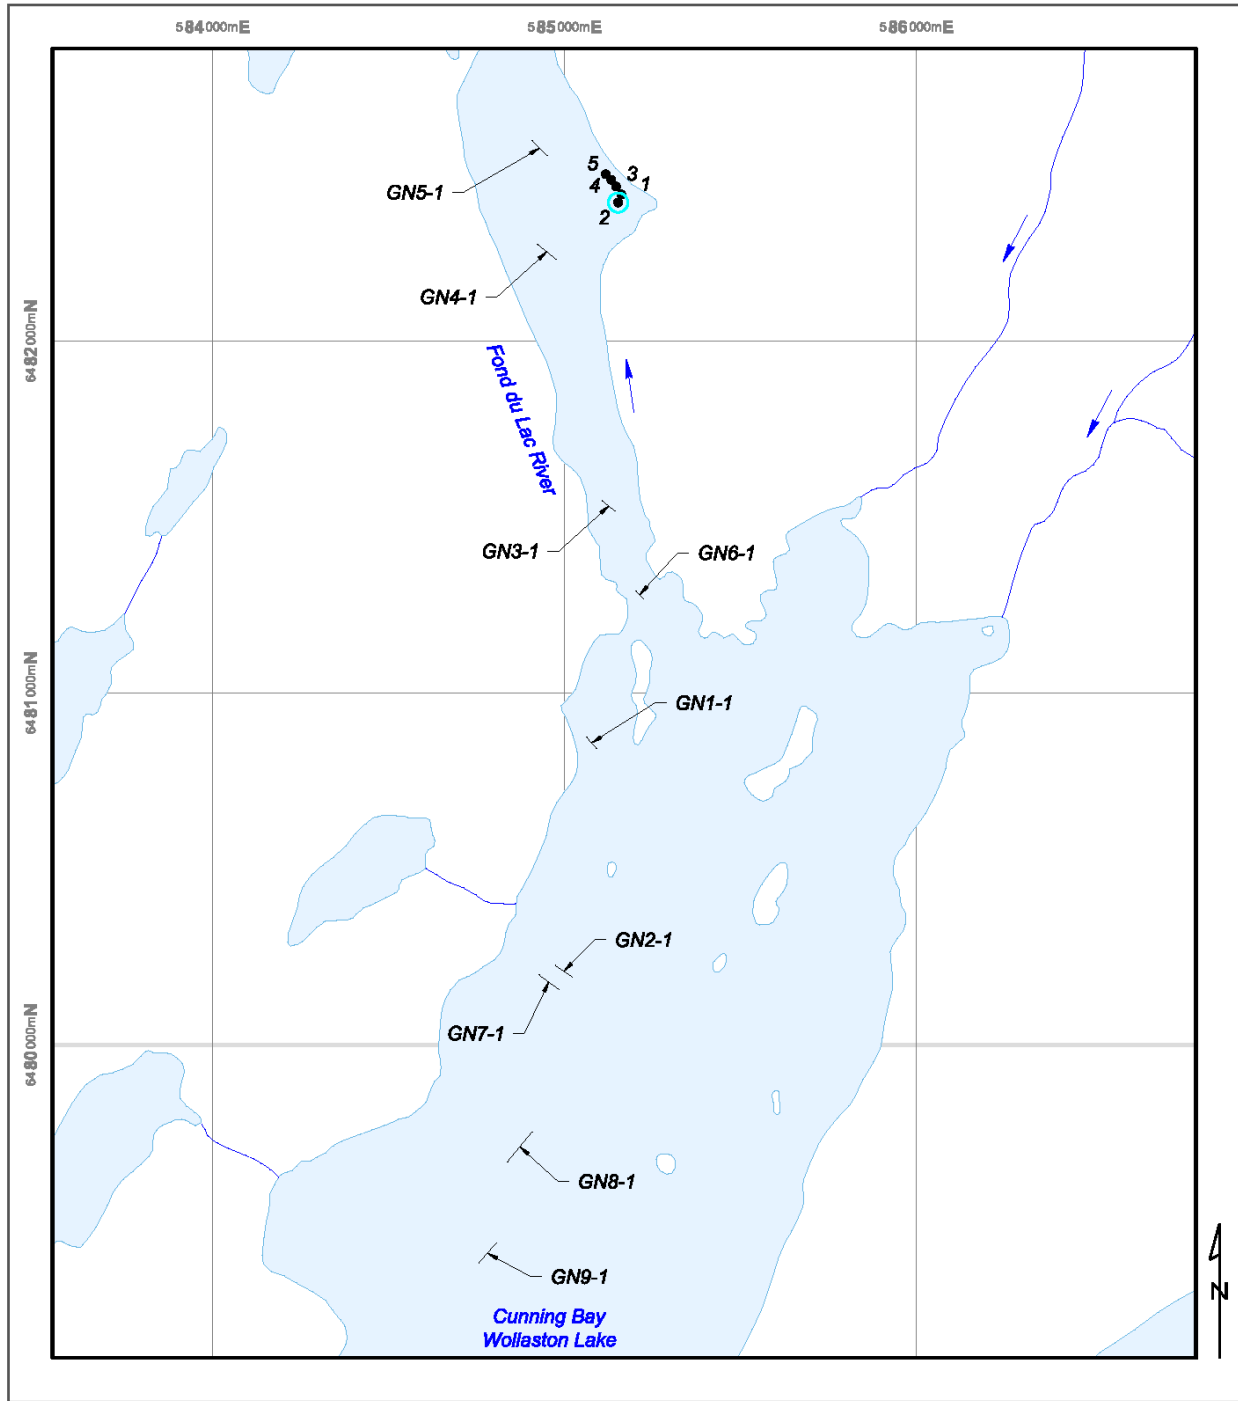 584000mE
585000mE
586000mE
5
3
4
1
2
GN5-1
GN4-1
6482000mN
Fond du Lac River
GN3-1
GN6-1
6481000mN
GN1-1
GN2-1
GN7-1
6480000mN
GN8-1
GN9-1
Cunning Bay
Wollaston Lake
N